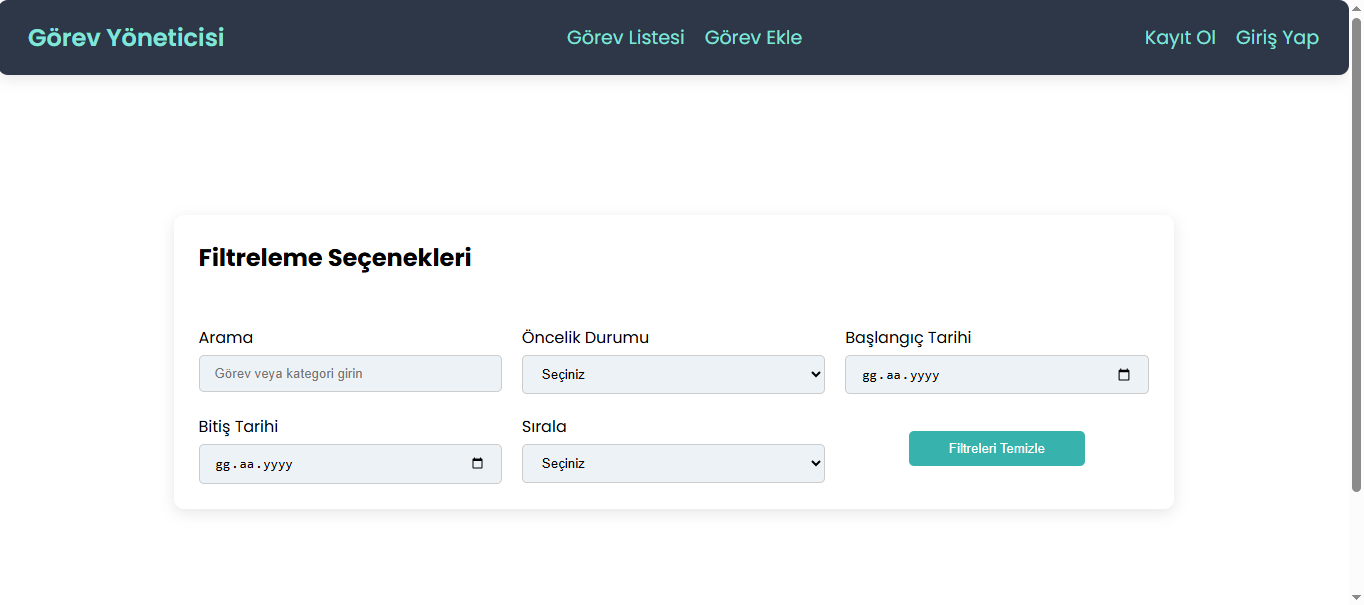 Görev Yöneticisi
Görev Listesi Görev Ekle
Kayıt Ol Giriş Yap
Filtreleme Seçenekleri
Arama
Görev veya kategori girin
Öncelik Durumu
Seçiniz
Başlangıç Tarihi
gg.aa.yyyy
Bitiş Tarihi
gg.aa.yyyy
Sırala
Seçiniz
Filtreleri Temizle